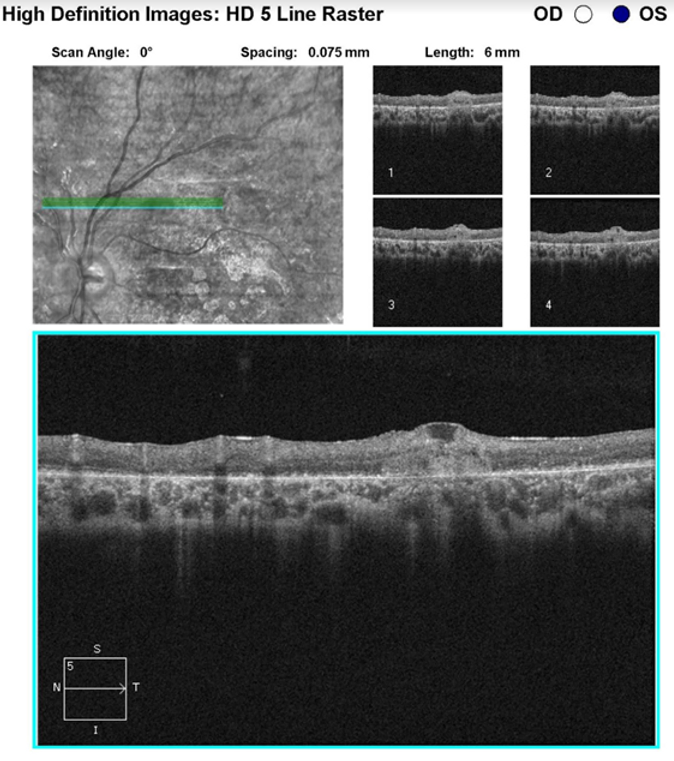 High Definition Images: HD 5 Line Raster OD OS
Scan Angle: 0° Spacing: 0.075 mm Length: 6 mm
1 2
3 4
S
5
N T
I